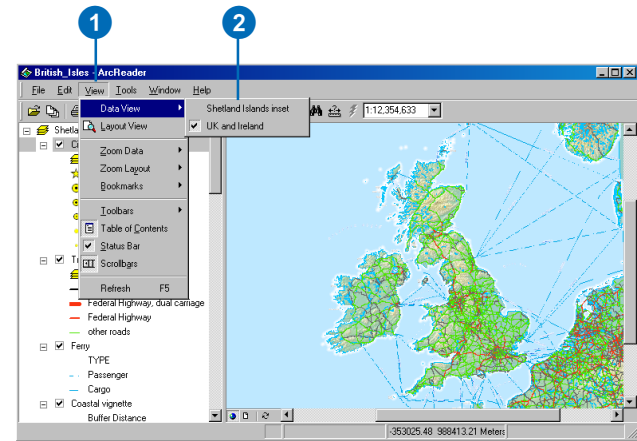 1 2
British_Isles - ArcReader
File Edit View Tools Window Help
1:12,354,633
Data View
Shetland Islands inset
Layout View
UK and Ireland
Zoom Data
Zoom Layout
Bookmarks
Toolbars
Table of Contents
Status Bar
Scrollbars
Refresh F5
Shetla
Ci
Tr
Federal Highway, dual carriage
Federal Highway
other roads
Ferry
TYPE
Passenger
Cargo
Coastal vignette
Buffer Distance
-353025.48 988413.21 Meters